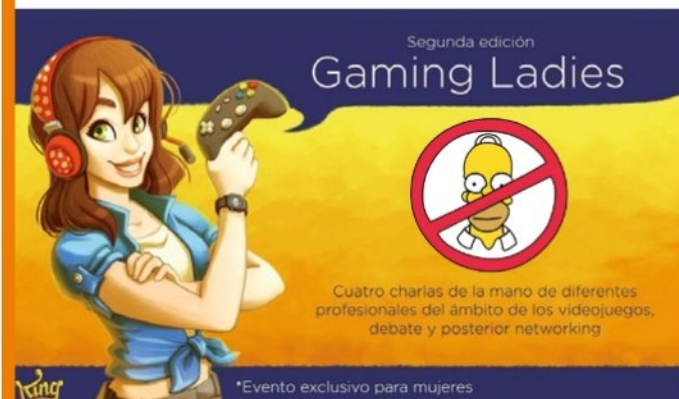 Segunda edición
Gaming Ladies
Cuatro charlas de la mano de diferentes
profesionales del ámbito de los videojuegos,
debate y posterior networking
*Evento exclusivo para mujeres
King